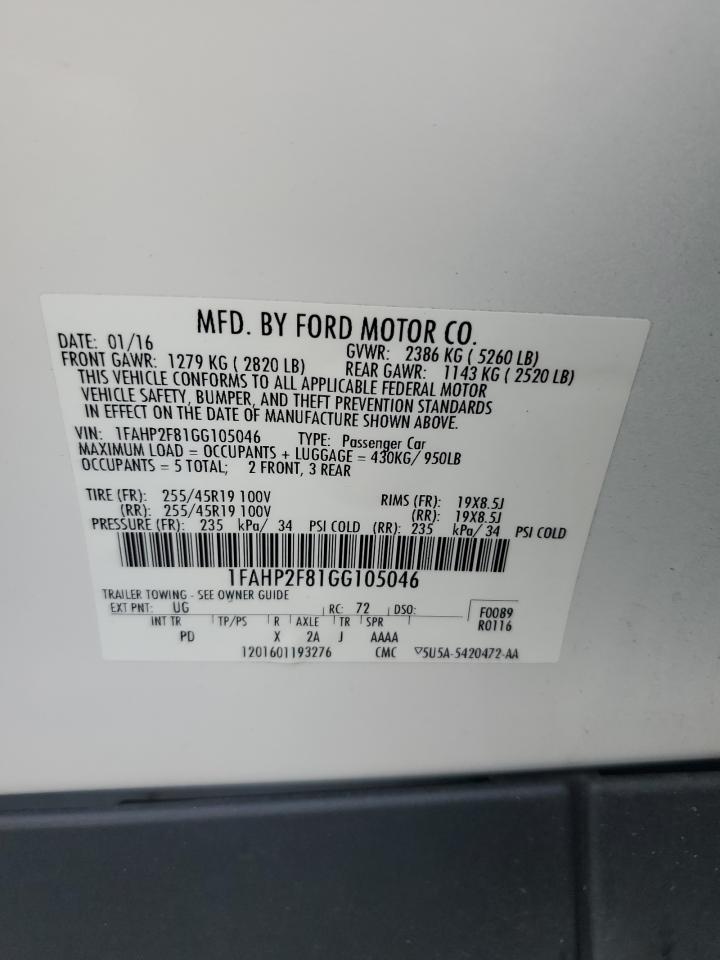 MFD. BY FORD MOTOR CO.
DATE: 01/16 GVWR: 2386 KG ( 5260 LB)
FRONT GAWR: 1279 KG ( 2820 LB) REAR GAWR: 1143 KG ( 2520 LB)
THIS VEHICLE CONFORMS TO ALL APPLICABLE FEDERAL MOTOR
VEHICLE SAFETY, BUMPER, AND THEFT PREVENTION STANDARDS
IN EFFECT ON THE DATE OF MANUFACTURE SHOWN ABOVE.
VIN: 1FAHP2F81GG105046 TYPE: Passenger Car
MAXIMUM LOAD = OCCUPANTS + LUGGAGE = 430KG/ 950LB
OCCUPANTS = 5 TOTAL; 2 FRONT, 3 REAR
TIRE (FR): 255/45R19 100V RIMS (FR): 19X8.5J
(RR): 255/45R19 100V (RR): 19X8.5J
PRESSURE (FR): 235 kPa/ 34 PSI COLD (RR): 235 kPa/ 34 PSI COLD
1FAHP2F81GG105046
TRAILER TOWING - SEE OWNER GUIDE
EXT PNT: UG RC: 72 DSO: F0089
INT TR TP/PS R AXLE TR SPR R0116
PD X 2A J AAAA
1201601193276 CMC ▽5U5A-5420472-AA